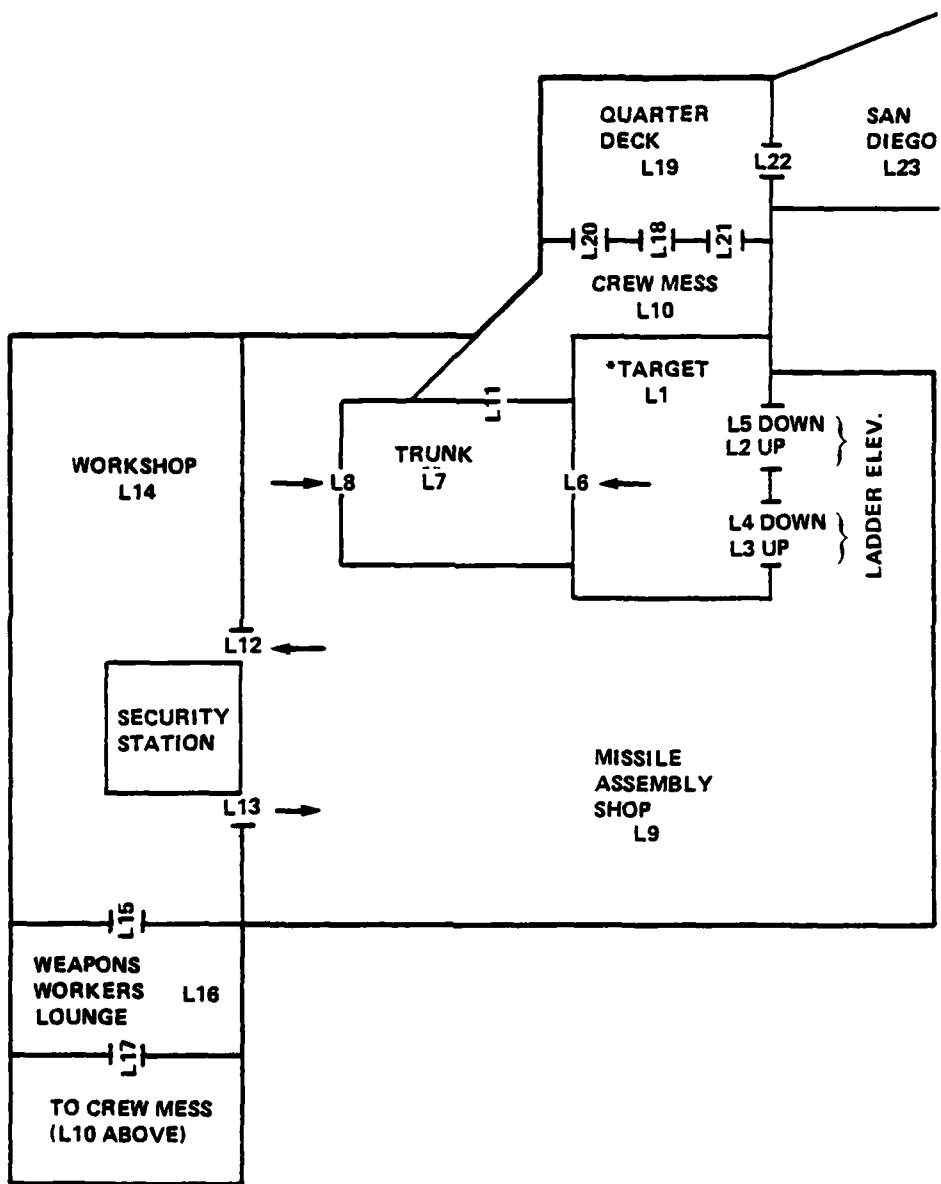 QUARTER
DECK
L19
SAN
DIEGO
L23
L22
L20
L18
L21
CREW MESS
L10
*TARGET
L1
L11
L5 DOWN
L2 UP
LADDER ELEV.
L4 DOWN
L3 UP
TRUNK
L7
L8
L6
WORKSHOP
L14
L12
SECURITY
STATION
L13
MISSILE
ASSEMBLY
SHOP
L9
L15
WEAPONS
WORKERS
LOUNGE
L16
L17
TO CREW MESS
(L10 ABOVE)